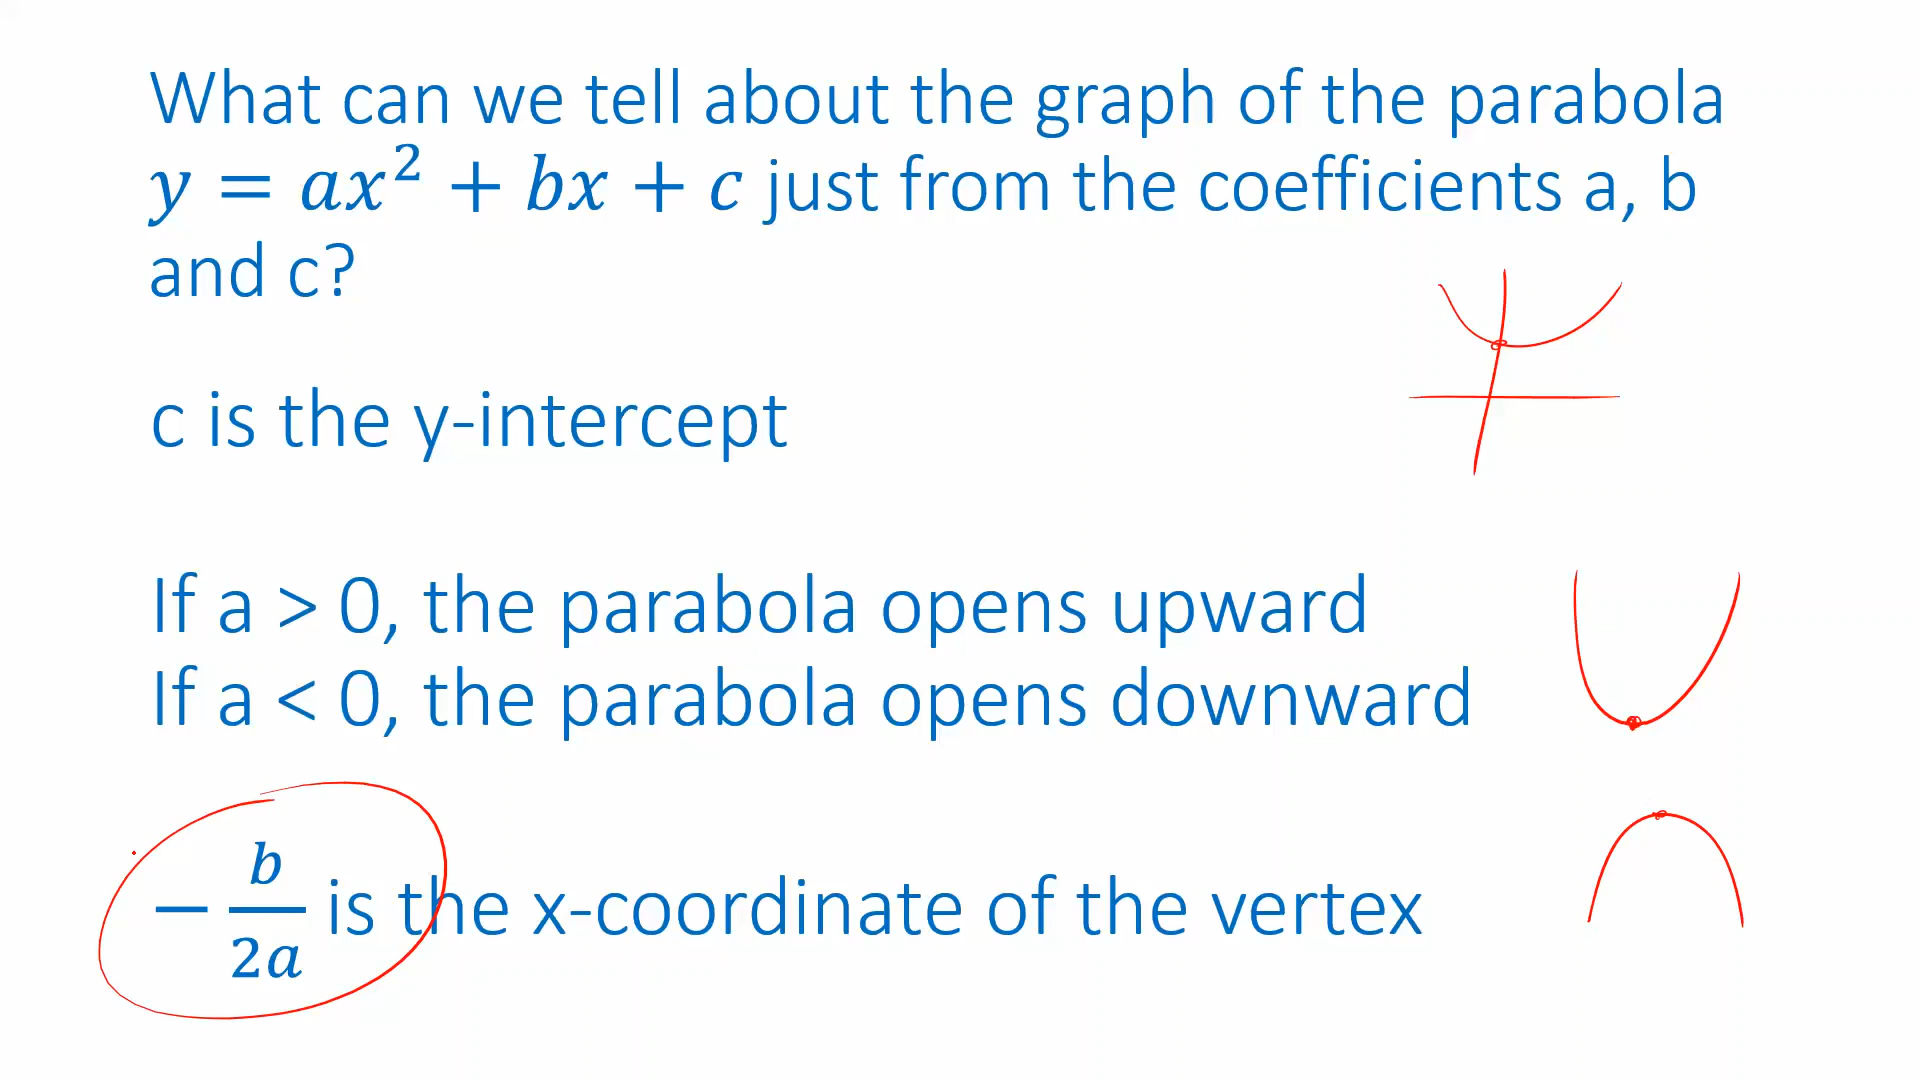 What can we tell about the graph of the parabola
y = ax² + bx + c just from the coefficients a, b
and c?
c is the y-intercept
If a > 0, the parabola opens upward
If a < 0, the parabola opens downward
−b/2a is the x-coordinate of the vertex